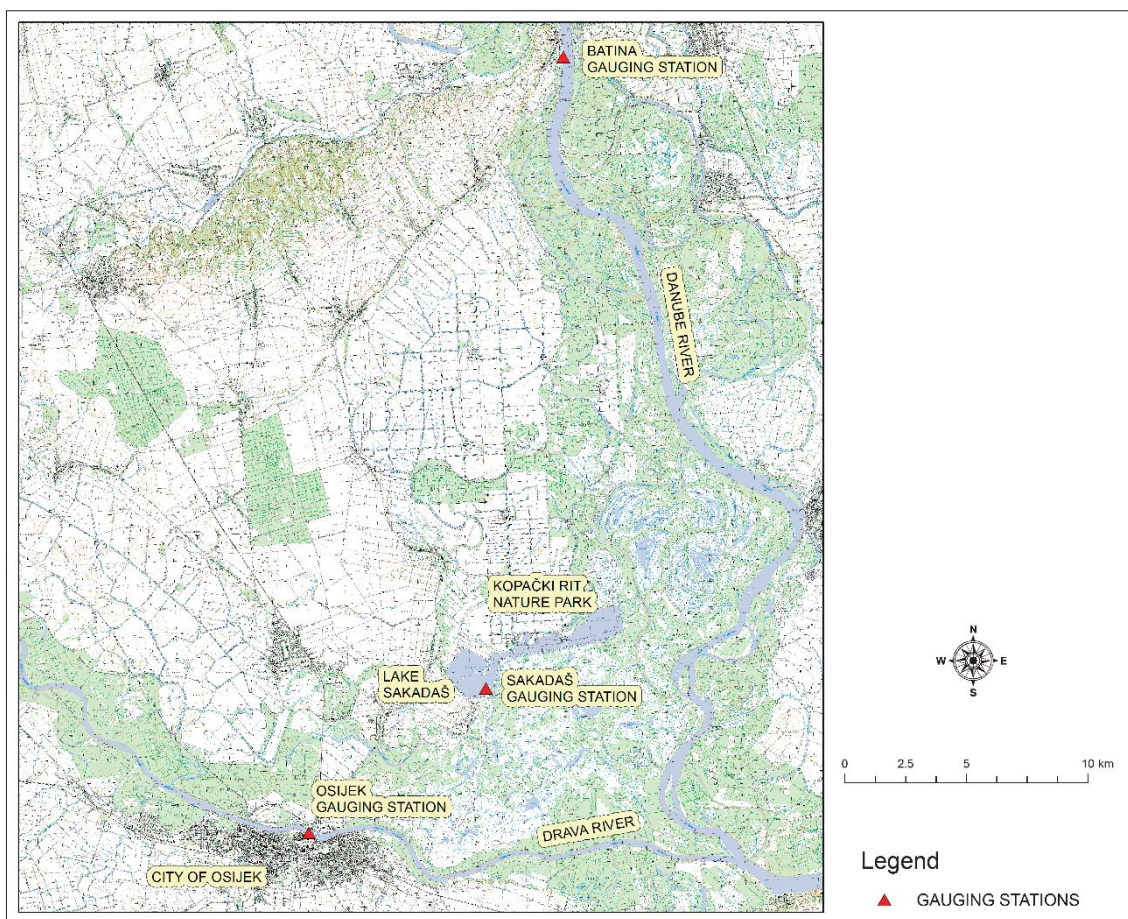 BATINA
GAUGING STATION
DANUBE RIVER
KOPAČKI RIT
NATURE PARK
LAKE
SAKADAŠ
SAKADAŠ
GAUGING STATION
OSIJEK
GAUGING STATION
DRAVA RIVER
CITY OF OSIJEK
N
W
E
S
0 2.5 5 10 km
Legend
GAUGING STATIONS